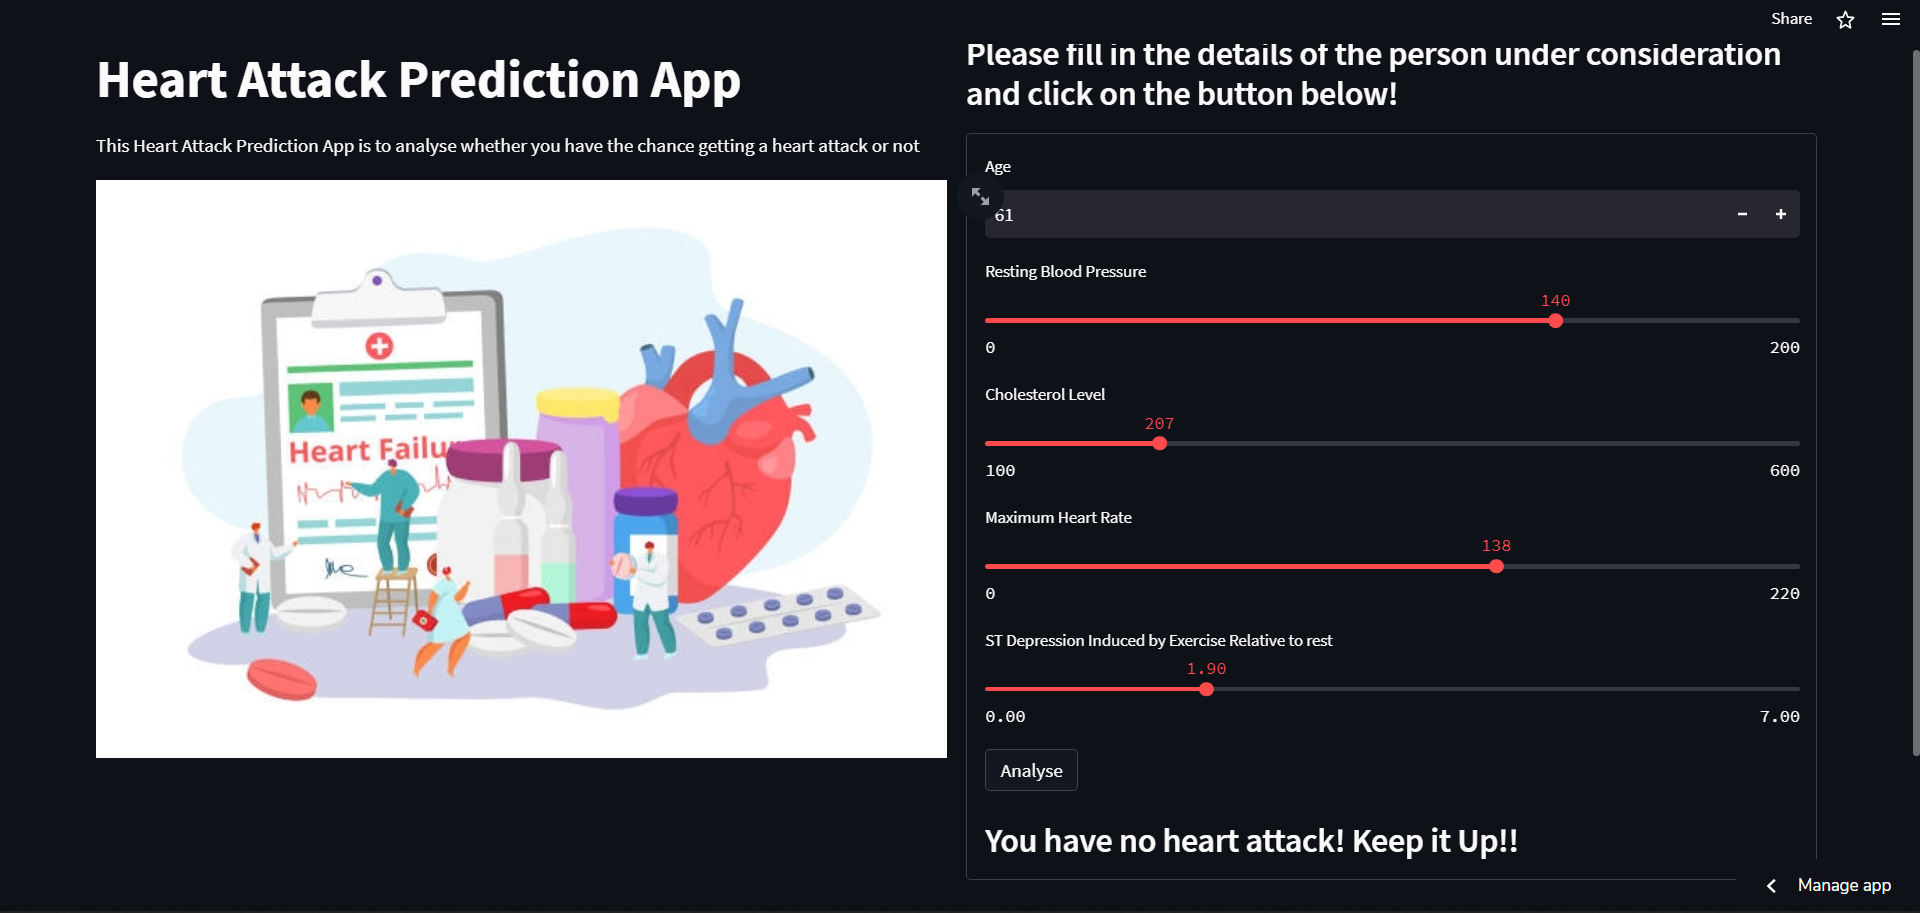 Share
Heart Attack Prediction App
This Heart Attack Prediction App is to analyse whether you have the chance getting a heart attack or not
Heart Failu
Please fill in the details of the person under consideration
and click on the button below!
Age
61
Resting Blood Pressure
140
0 200
Cholesterol Level
207
100 600
Maximum Heart Rate
138
0 220
ST Depression Induced by Exercise Relative to rest
1.90
0.00 7.00
Analyse
You have no heart attack! Keep it Up!!
Manage app